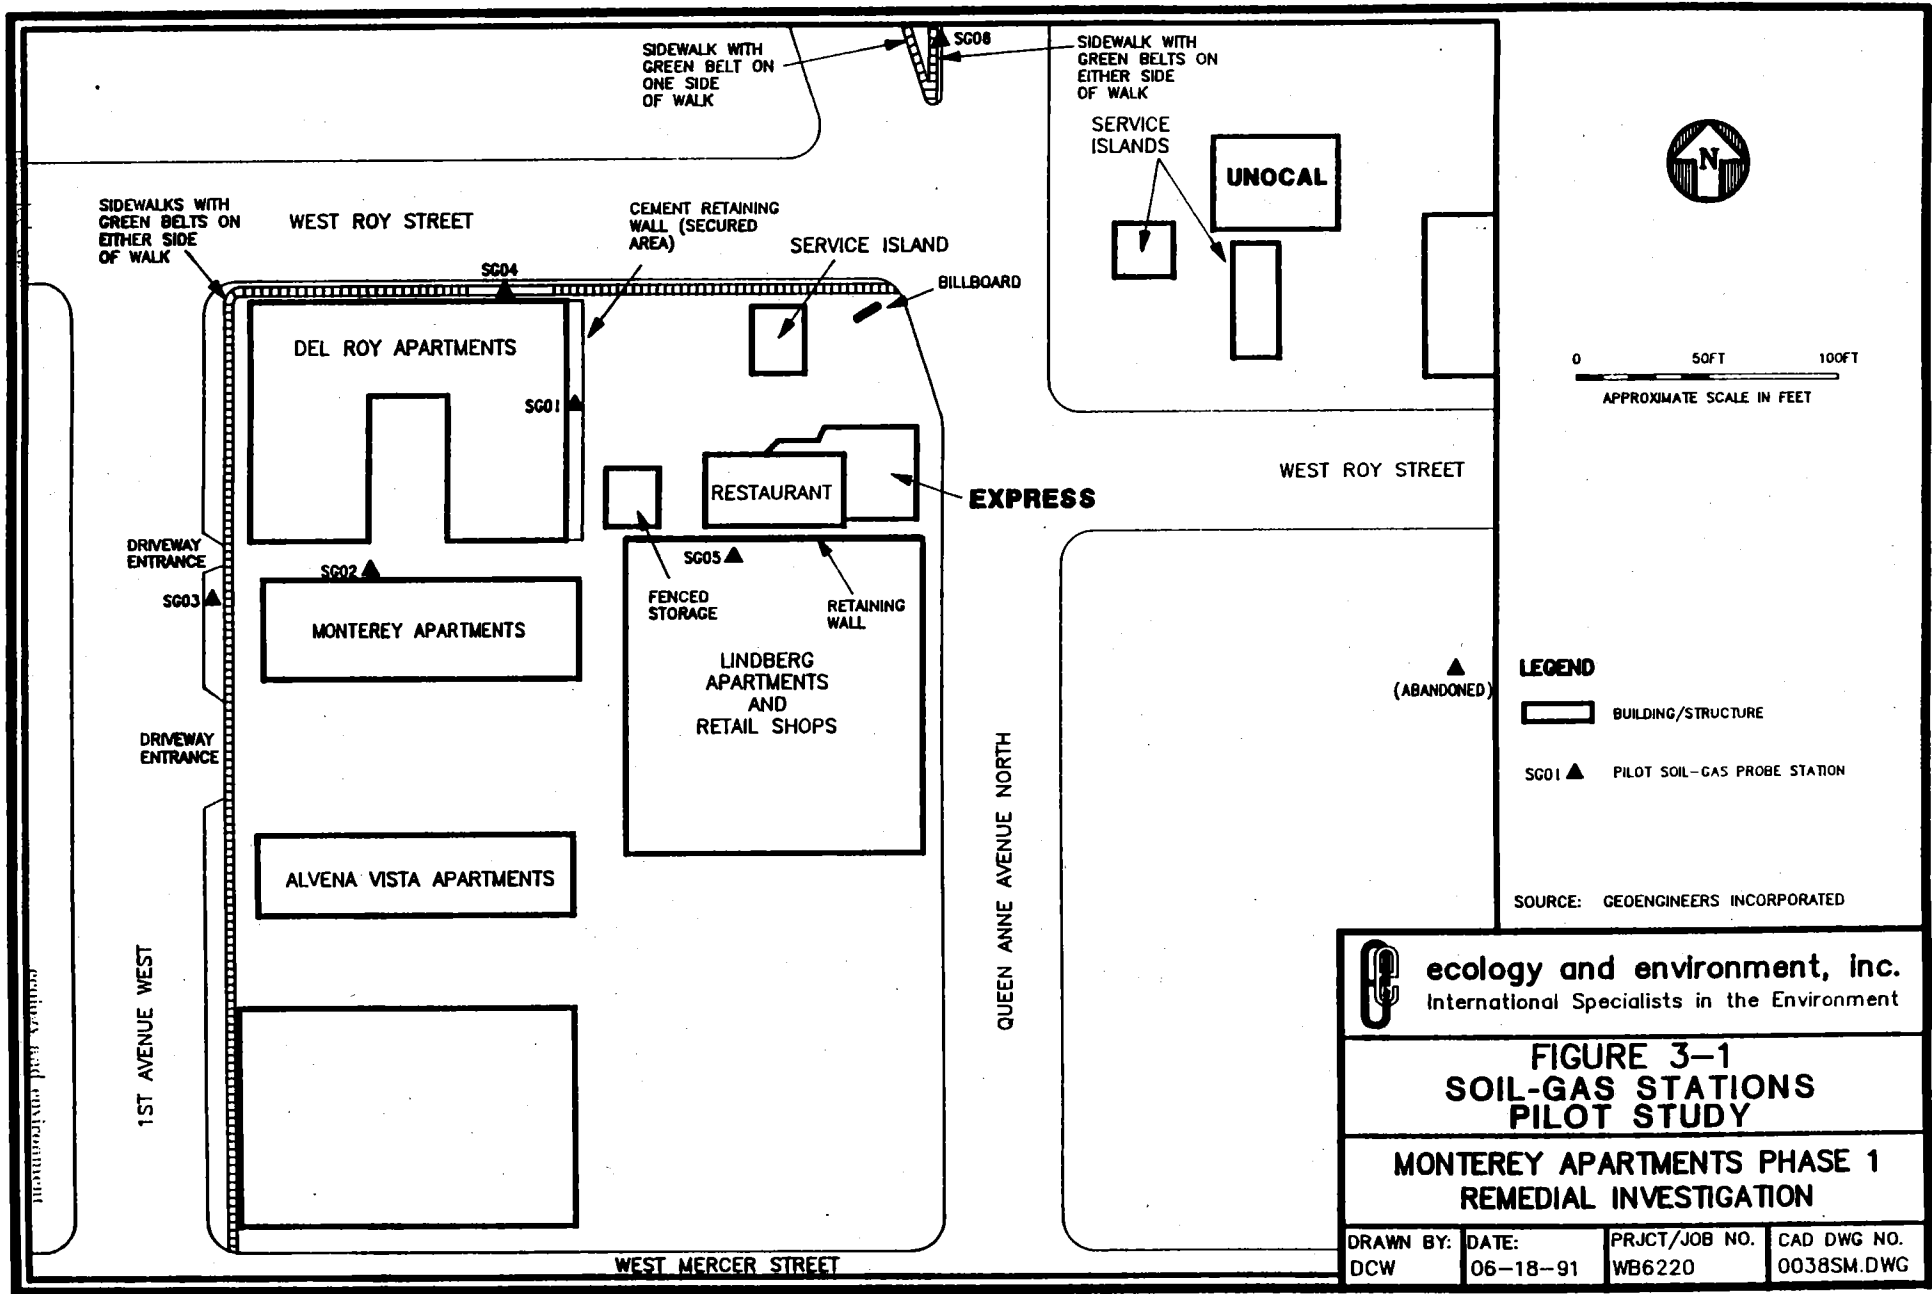 SIDEWALK WITH
GREEN BELT ON
ONE SIDE
OF WALK
SG08
SIDEWALK WITH
GREEN BELTS ON
EITHER SIDE
OF WALK
SERVICE
ISLANDS
UNOCAL
N
SIDEWALKS WITH
GREEN BELTS ON
EITHER SIDE
OF WALK
WEST ROY STREET
CEMENT RETAINING
WALL (SECURED
AREA)
SERVICE ISLAND
SG04
BILLBOARD
DEL ROY APARTMENTS
SG01
0 50FT 100FT
APPROXIMATE SCALE IN FEET
WEST ROY STREET
RESTAURANT
EXPRESS
DRIVEWAY
ENTRANCE
SG02
SG03
SG05
FENCED
STORAGE
RETAINING
WALL
MONTEREY APARTMENTS
LINDBERG
APARTMENTS
AND
RETAIL SHOPS
(ABANDONED)
LEGEND
BUILDING/STRUCTURE
SG01 PILOT SOIL-GAS PROBE STATION
DRIVEWAY
ENTRANCE
ALVENA VISTA APARTMENTS
QUEEN ANNE AVENUE NORTH
1ST AVENUE WEST
ecology and environment
WEST MERCER STREET
SOURCE: GEOENGINEERS INCORPORATED
ecology and environment, inc.
International Specialists in the Environment
FIGURE 3-1
SOIL-GAS STATIONS
PILOT STUDY
MONTEREY APARTMENTS PHASE 1
REMEDIAL INVESTIGATION
DRAWN BY:
DCW
DATE:
06-18-91
PRJCT/JOB NO.
WB6220
CAD DWG NO.
0038SM.DWG